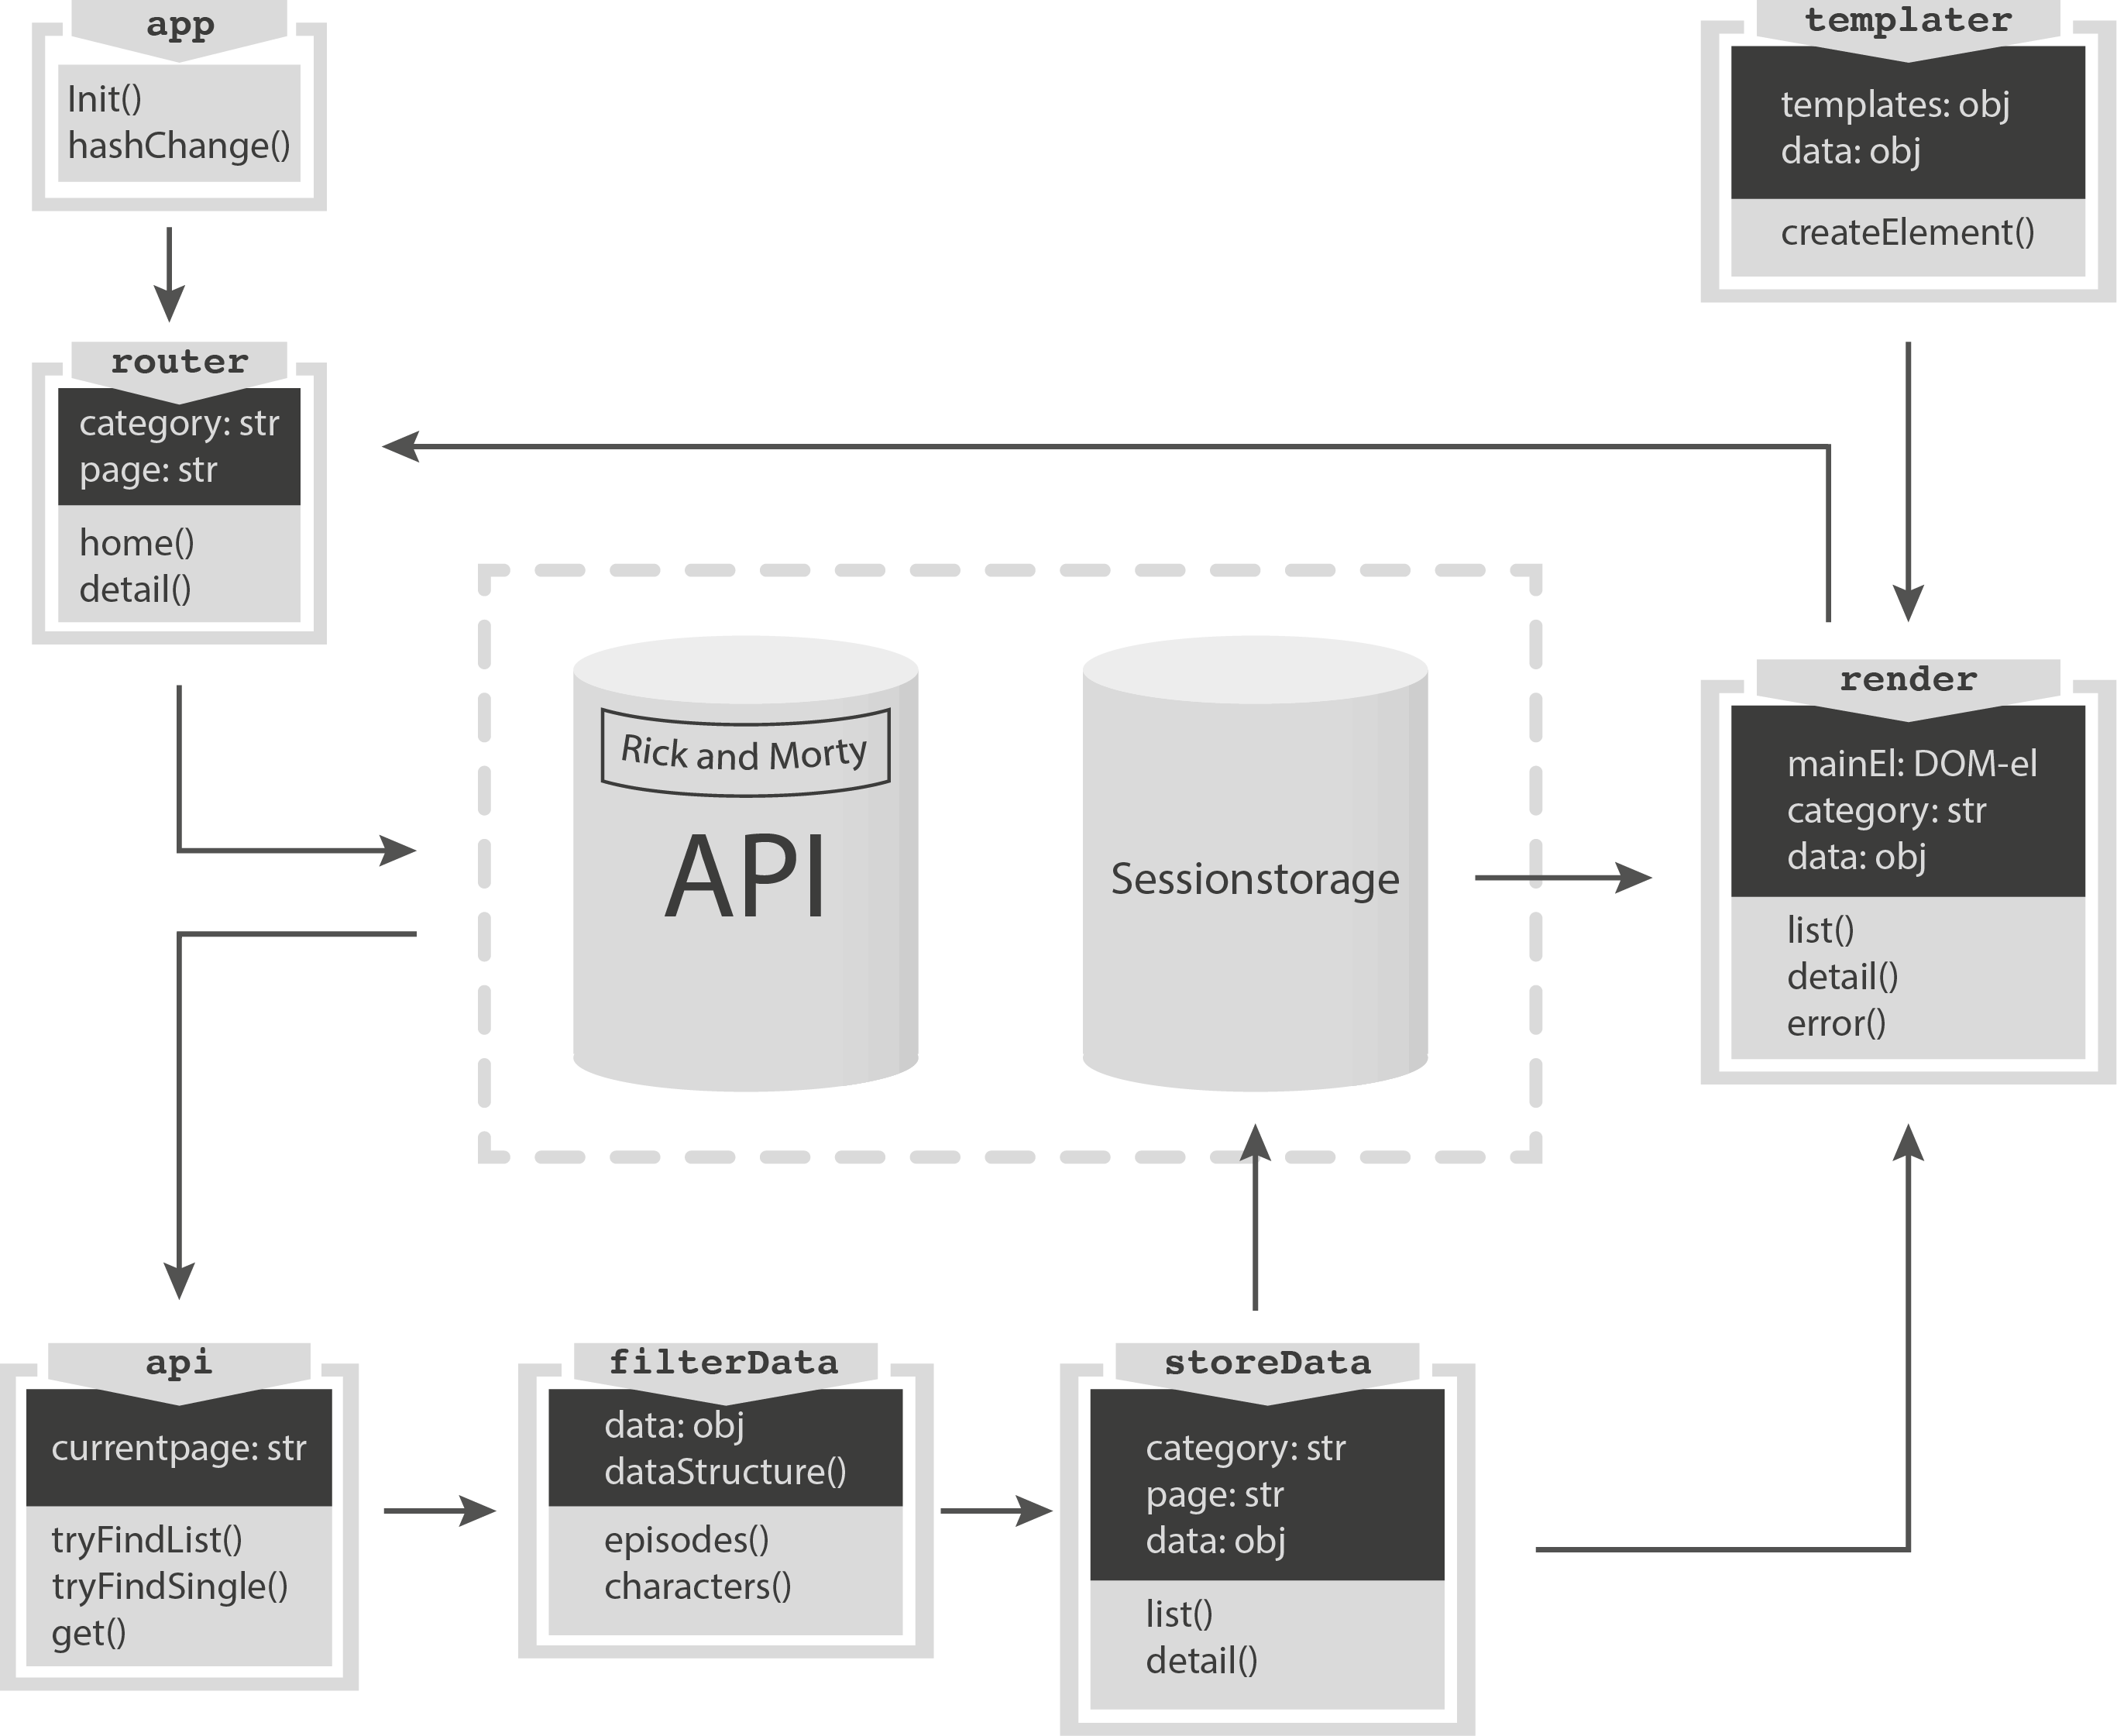 app
Init()
hashChange()
templater
templates: obj
data: obj
createElement()
router
category: str
page: str
home()
detail()
Rick and Morty
API
Sessionstorage
render
mainEl: DOM-el
category: str
data: obj
list()
detail()
error()
api
currentpage: str
tryFindList()
tryFindSingle()
get()
filterData
data: obj
dataStructure()
episodes()
characters()
storeData
category: str
page: str
data: obj
list()
detail()